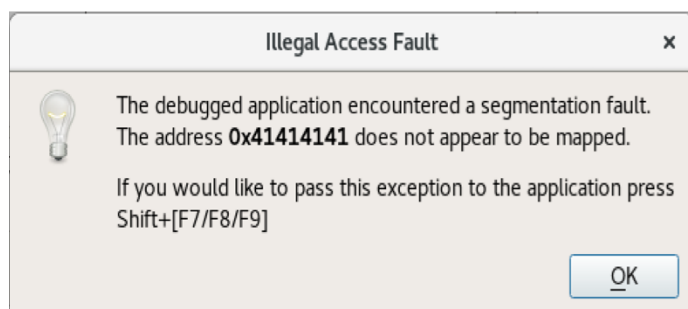 Illegal Access Fault
x
The debugged application encountered a segmentation fault.
The address 0x41414141 does not appear to be mapped.
If you would like to pass this exception to the application press
Shift+[F7/F8/F9]
OK